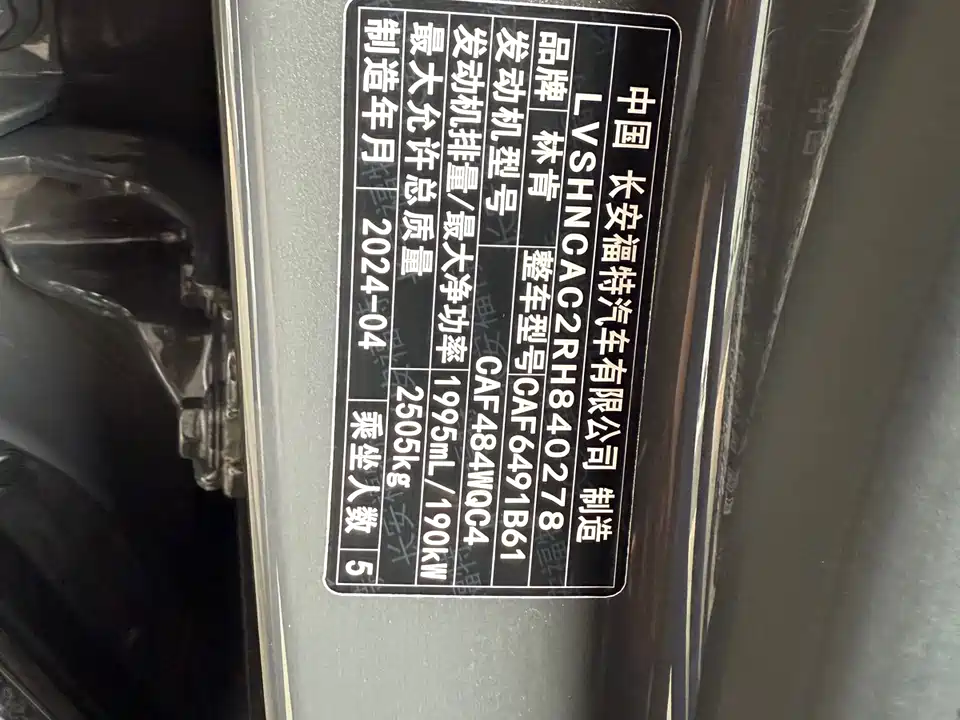 中国 长安福特汽车有限公司 制造
LVSHNCAC2RH840278
品牌 林肯 整车型号 CAF6491B61
发动机型号 CAF484WQC4
发动机排量/最大净功率 1995mL/190kW
最大允许总质量 2505kg
制造年月 2024-04 乘坐人数 5